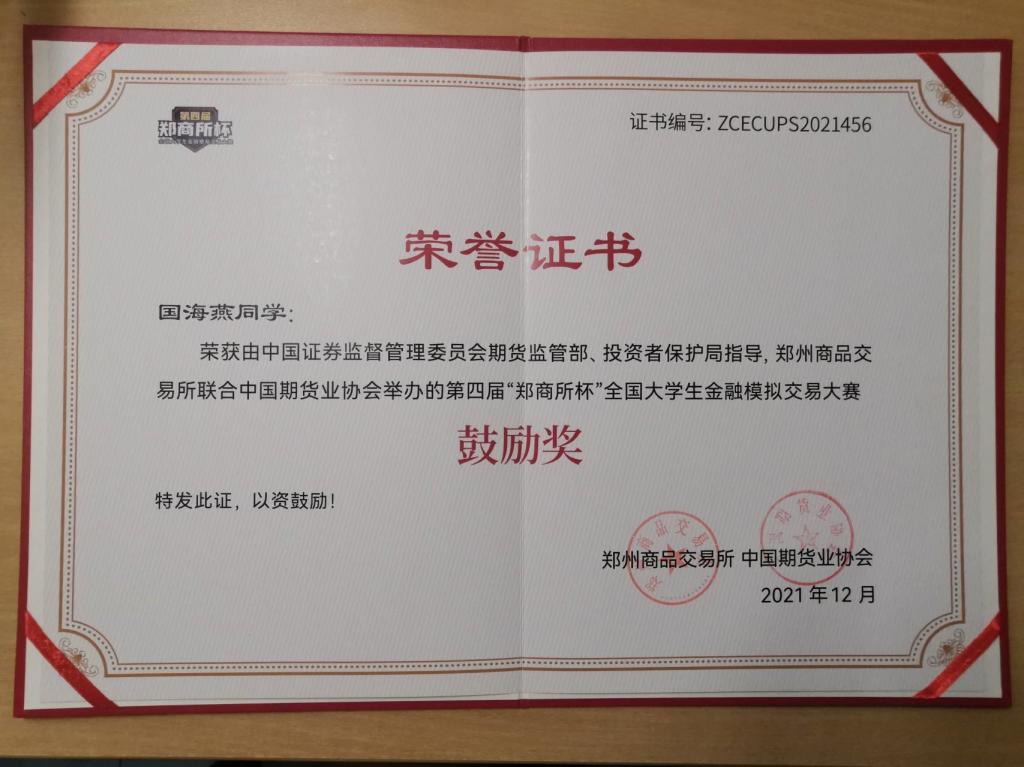 第四届
郑商所杯
证书编号: ZCECUPS2021456
荣誉证书
国海燕同学:
荣获由中国证券监督管理委员会期货监管部、投资者保护局指导, 郑州商品交
易所联合中国期货业协会举办的第四届“郑商所杯”全国大学生金融模拟交易大赛
鼓励奖
特发此证, 以资鼓励!
郑州商品交易所 中国期货业协会
2021 年 12 月